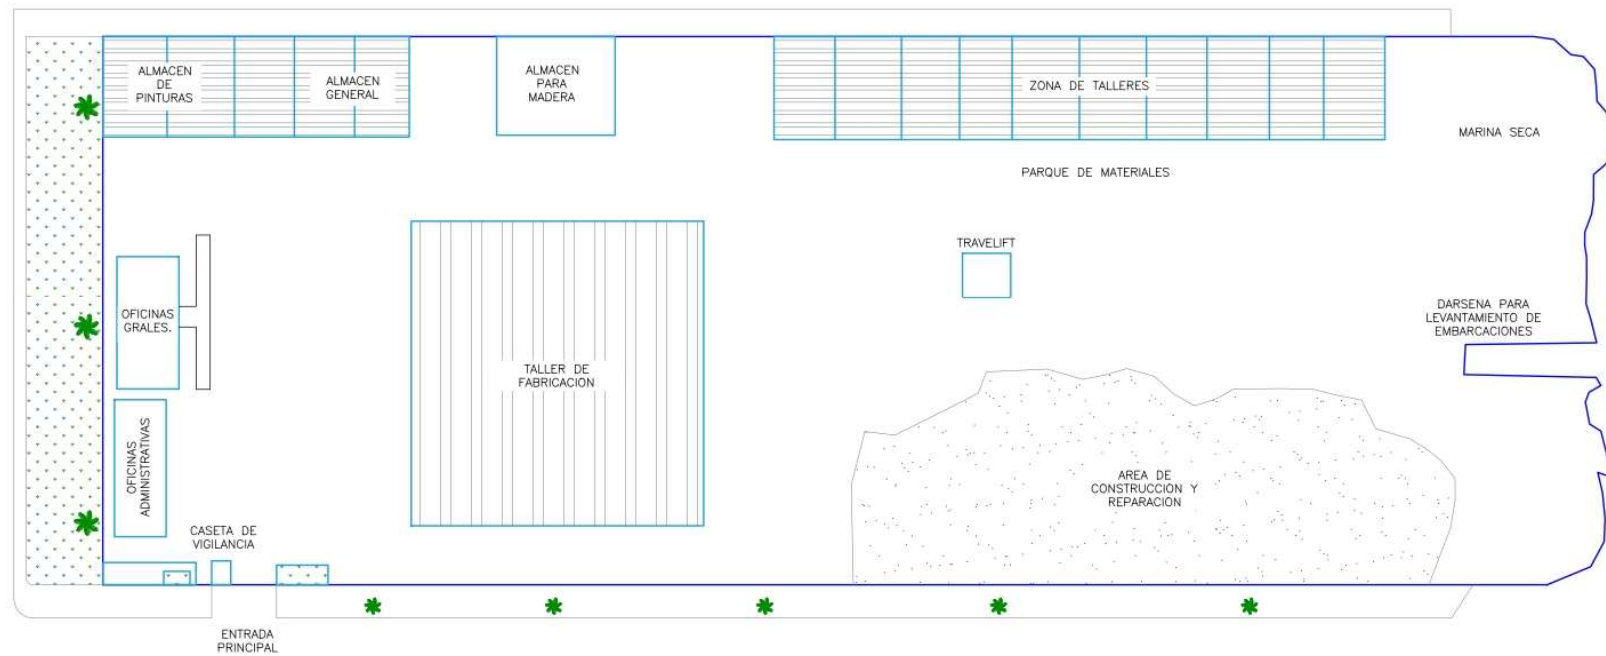 ALMACEN
DE
PINTURAS
ALMACEN
GENERAL
ALMACEN
PARA
MADERA
ZONA DE TALLERES
MARINA SECA
PARQUE DE MATERIALES
TRAVELIFT
OFICINAS
GRALES.
DARSENA PARA
LEVANTAMIENTO DE
EMBARCACIONES
TALLER DE
FABRICACION
OFICINAS
ADMINISTRATIVAS
AREA DE
CONSTRUCCION Y
REPARACION
CASETA DE
VIGILANCIA
ENTRADA
PRINCIPAL